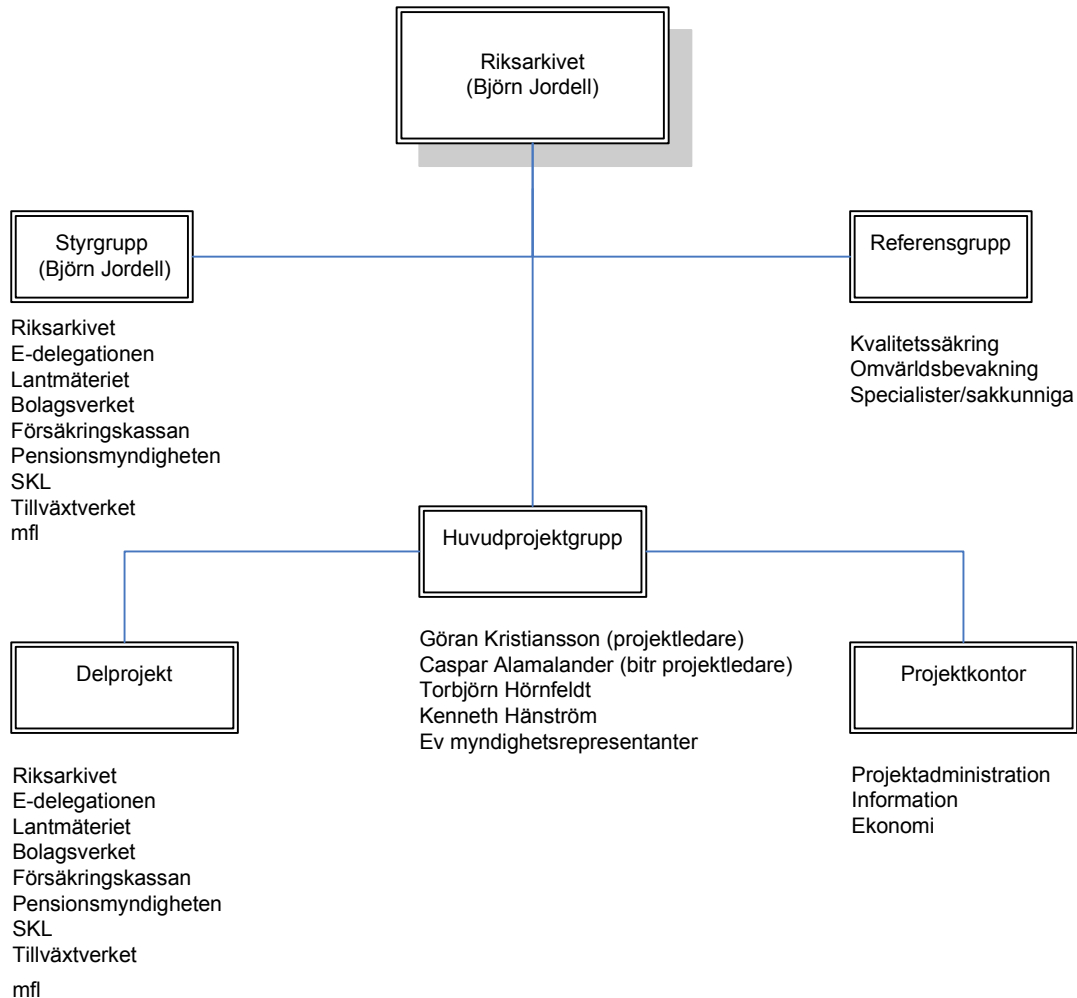 Riksarkivet
(Björn Jordell)
Styrgrupp
(Björn Jordell)
Riksarkivet
E-delegationen
Lantmäteriet
Bolagsverket
Försäkringskassan
Pensionsmyndigheten
SKL
Tillväxtverket
mfl
Referensgrupp
Kvalitetssäkring
Omvärldsbevakning
Specialister/sakkunniga
Huvudprojektgrupp
Göran Kristiansson (projektledare)
Caspar Alamalander (bitr projektledare)
Torbjörn Hörnfeldt
Kenneth Hänström
Ev myndighetsrepresentanter
Delprojekt
Riksarkivet
E-delegationen
Lantmäteriet
Bolagsverket
Försäkringskassan
Pensionsmyndigheten
SKL
Tillväxtverket
mfl
Projektkontor
Projektadministration
Information
Ekonomi